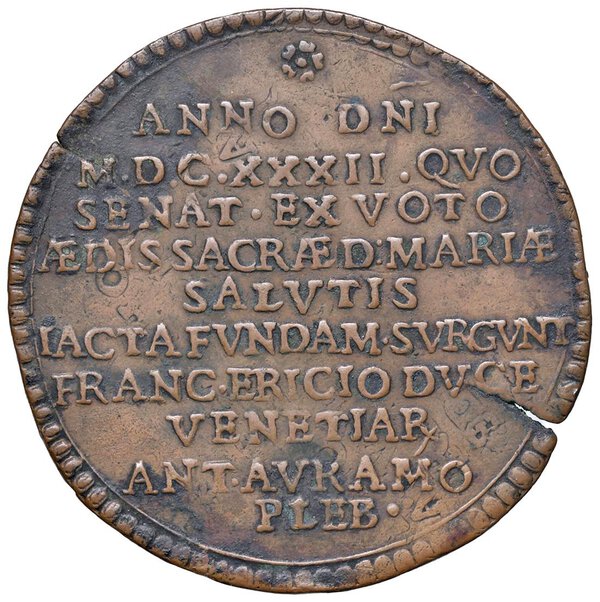 ANNO DNI
M.D.C.XXXII.QVO
SENAT·EX VOTO
ÆDIS SACRÆ D:MARIÆ
SALVTIS
IACTA FVNDAM·SVRGVNT
FRANC·ERICIO DVCE
VENETIAR
ANT.AVRAMO
PLEB·